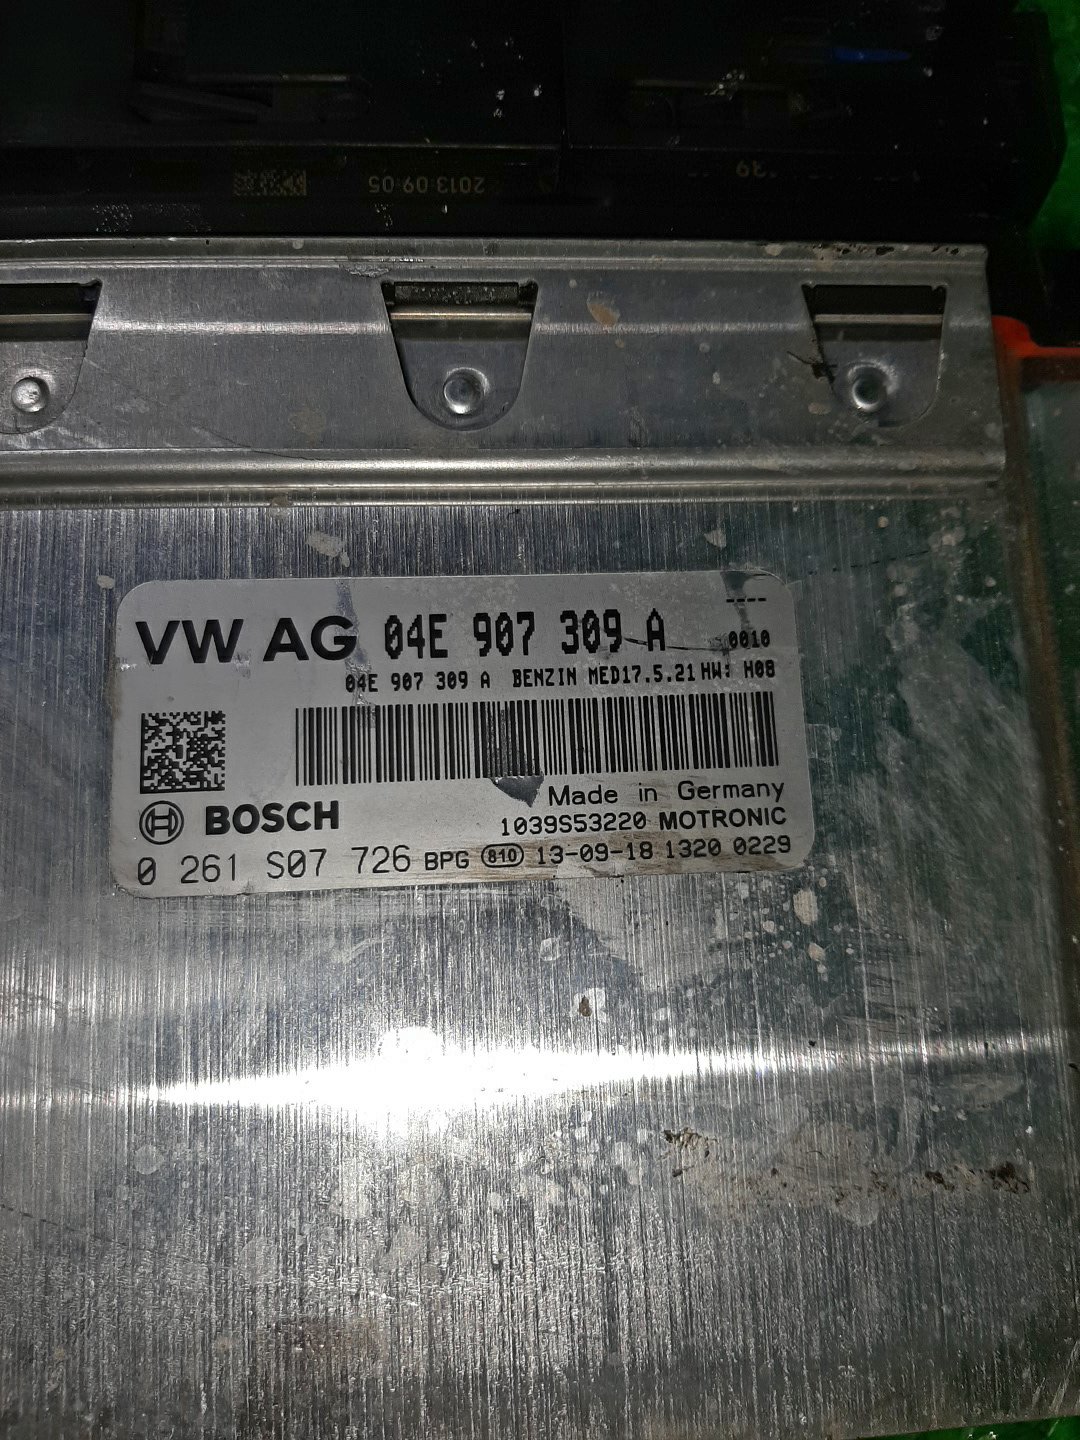 2013 09 05
VW AG 04E 907 309 A ----
0010
04E 907 309 A BENZIN MED17.5.21 HW: H08
Made in Germany
BOSCH
1039S53220 MOTRONIC
0 261 S07 726 BPG 810 13-09-18 1320 0229